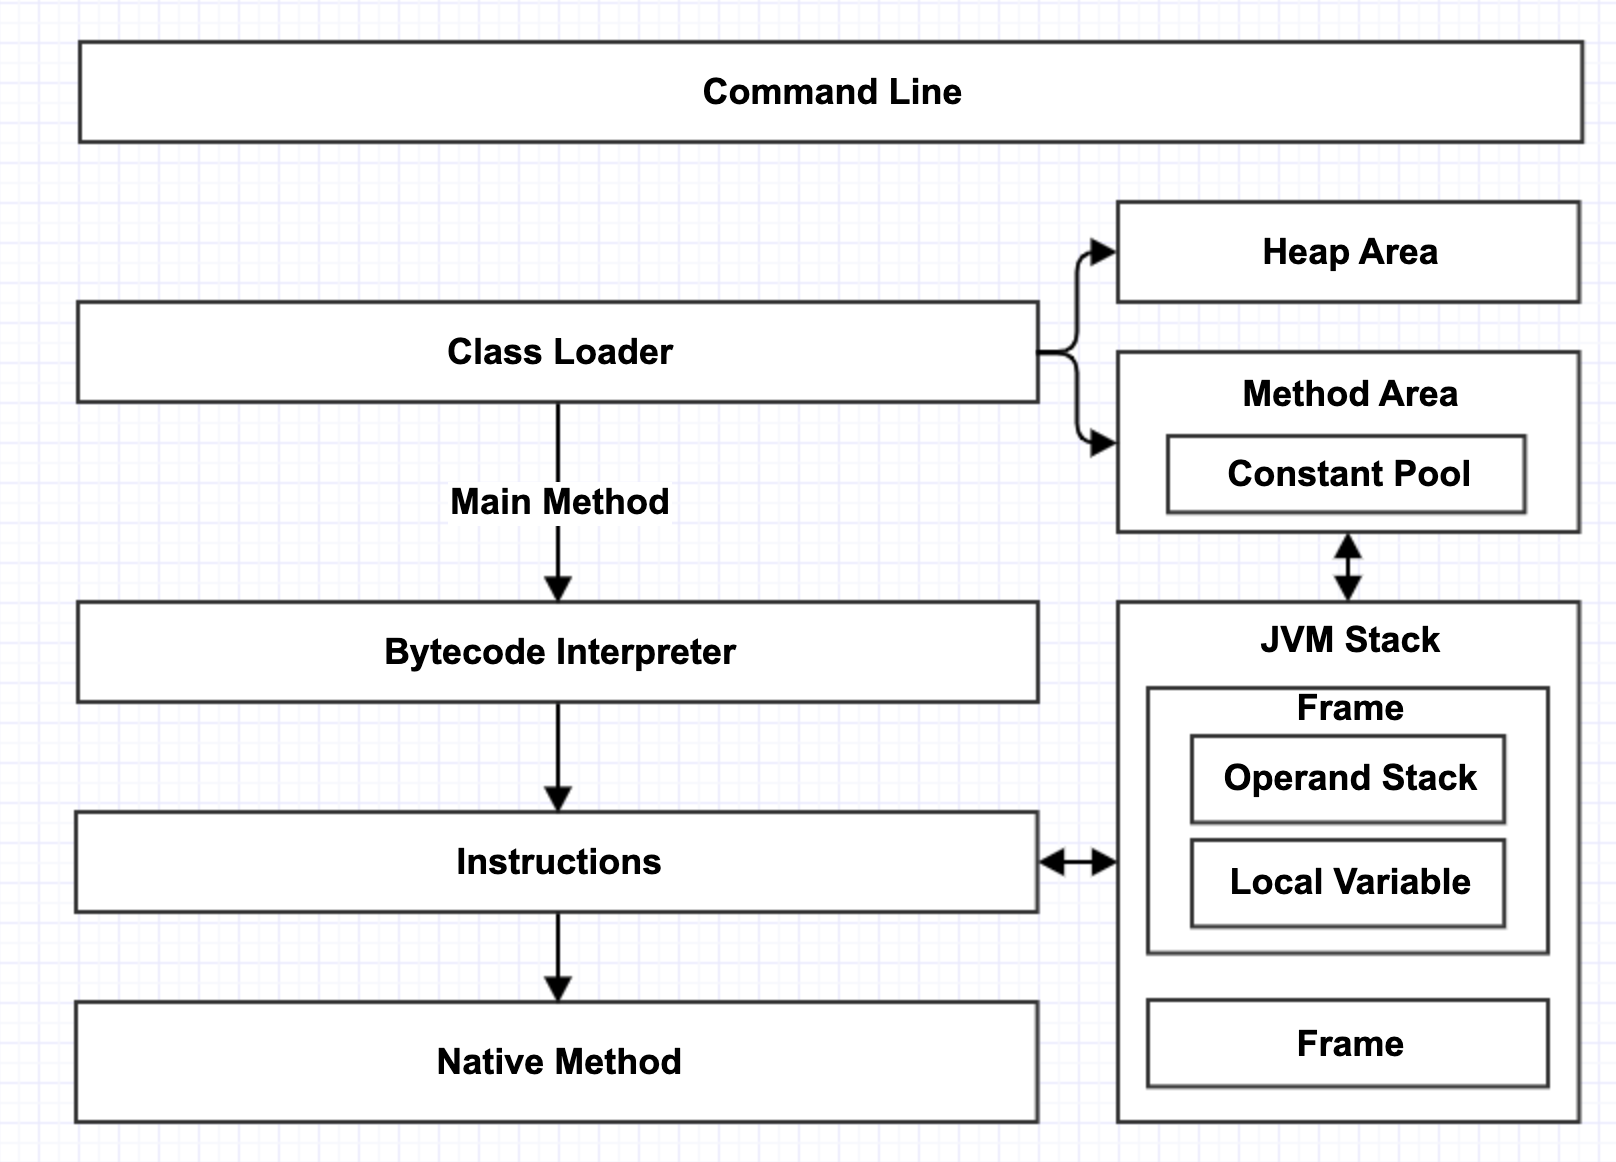 Command Line
Heap Area
Class Loader
Method Area
Constant Pool
Main Method
Bytecode Interpreter
JVM Stack
Frame
Operand Stack
Instructions
Local Variable
Native Method
Frame